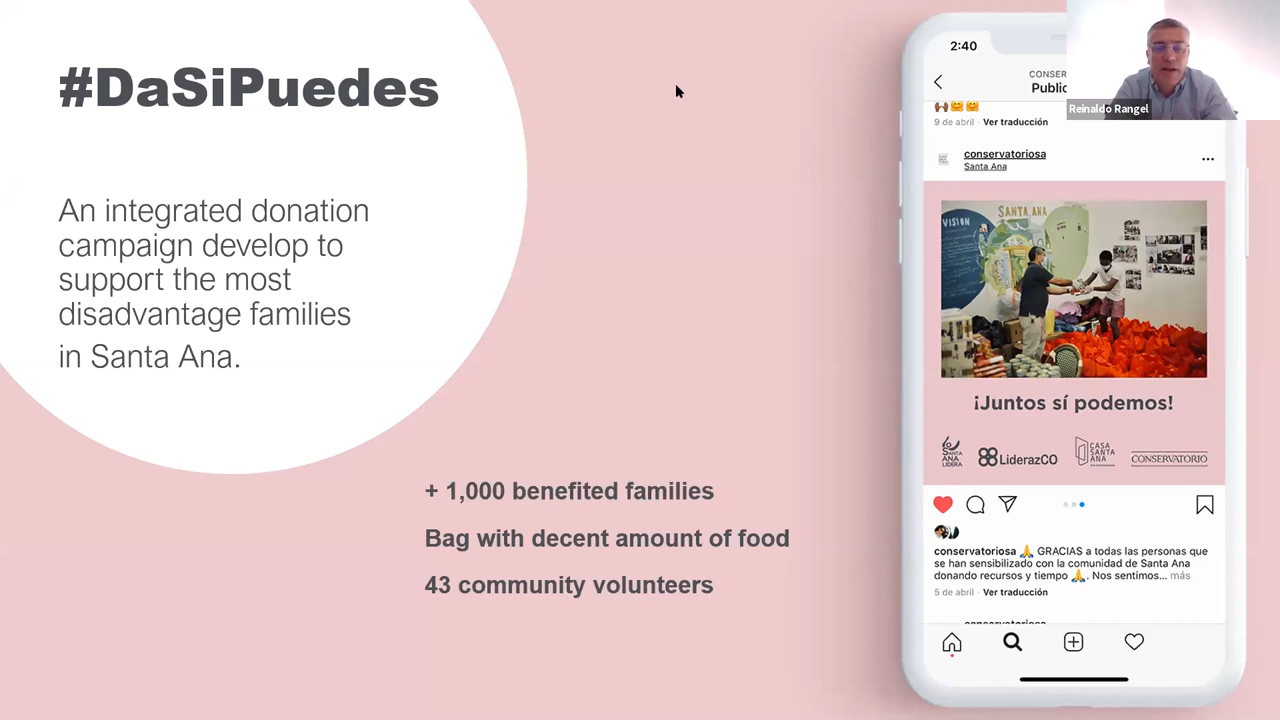 #DaSiPuedes
An integrated donation
campaign develop to
support the most
disadvantage families
in Santa Ana.
+ 1,000 benefited families
Bag with decent amount of food
43 community volunteers
2:40
CONSER
Public
Reinaldo Rangel
9 de abril · Ver traducción
conservatoriosa
Santa Ana
VISION
SANTA ANA
¡Juntos sí podemos!
SANTA
ANA
LIDERA
LiderazCO
CASA
SANTA
ANA
CONSERVATORIO
conservatoriosa 🙏 GRACIAS a todas las personas que
se han sensibilizado con la comunidad de Santa Ana
donando recursos y tiempo 🙏. Nos sentimos... más
5 de abril · Ver traducción
conservatoriosa